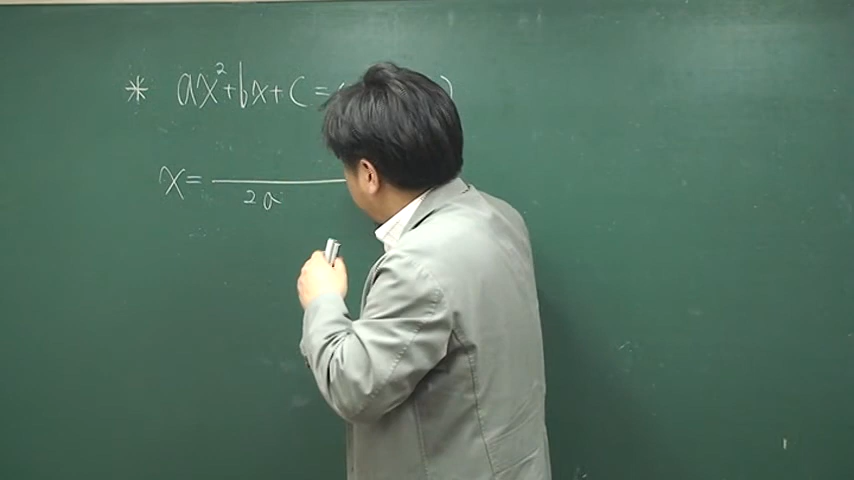 * ax²+bx+c=
x= ——— 2a